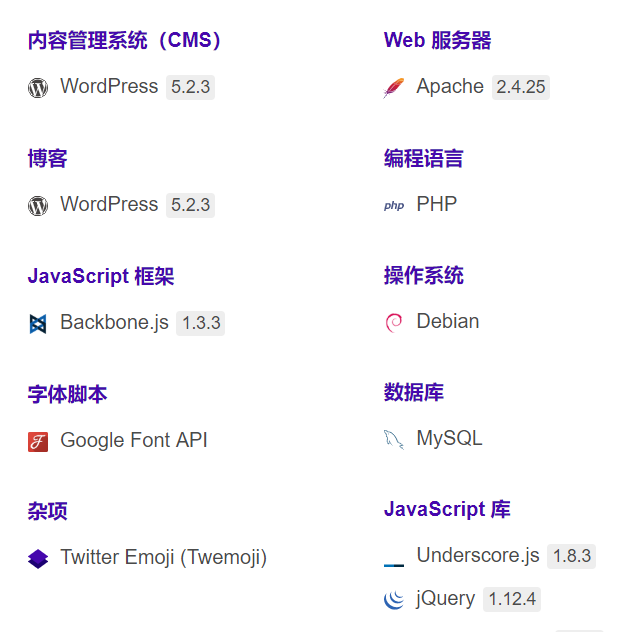 内容管理系统（CMS）
WordPress 5.2.3
博客
WordPress 5.2.3
JavaScript 框架
Backbone.js 1.3.3
字体脚本
Google Font API
杂项
Twitter Emoji (Twemoji)
Web 服务器
Apache 2.4.25
编程语言
php PHP
操作系统
Debian
数据库
MySQL
JavaScript 库
Underscore.js 1.8.3
jQuery 1.12.4